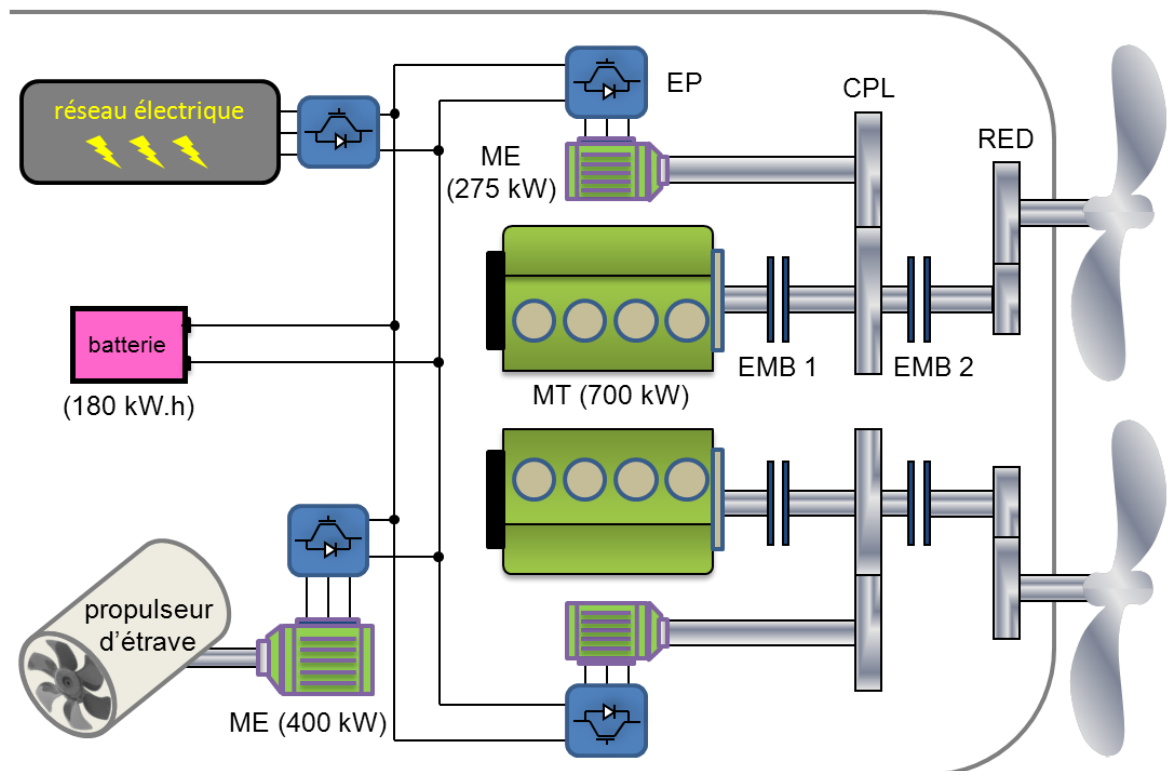 réseau électrique
EP
CPL
ME
(275 kW)
RED
batterie
(180 kW.h)
EMB 1
EMB 2
MT (700 kW)
propulseur
d'étrave
ME (400 kW)